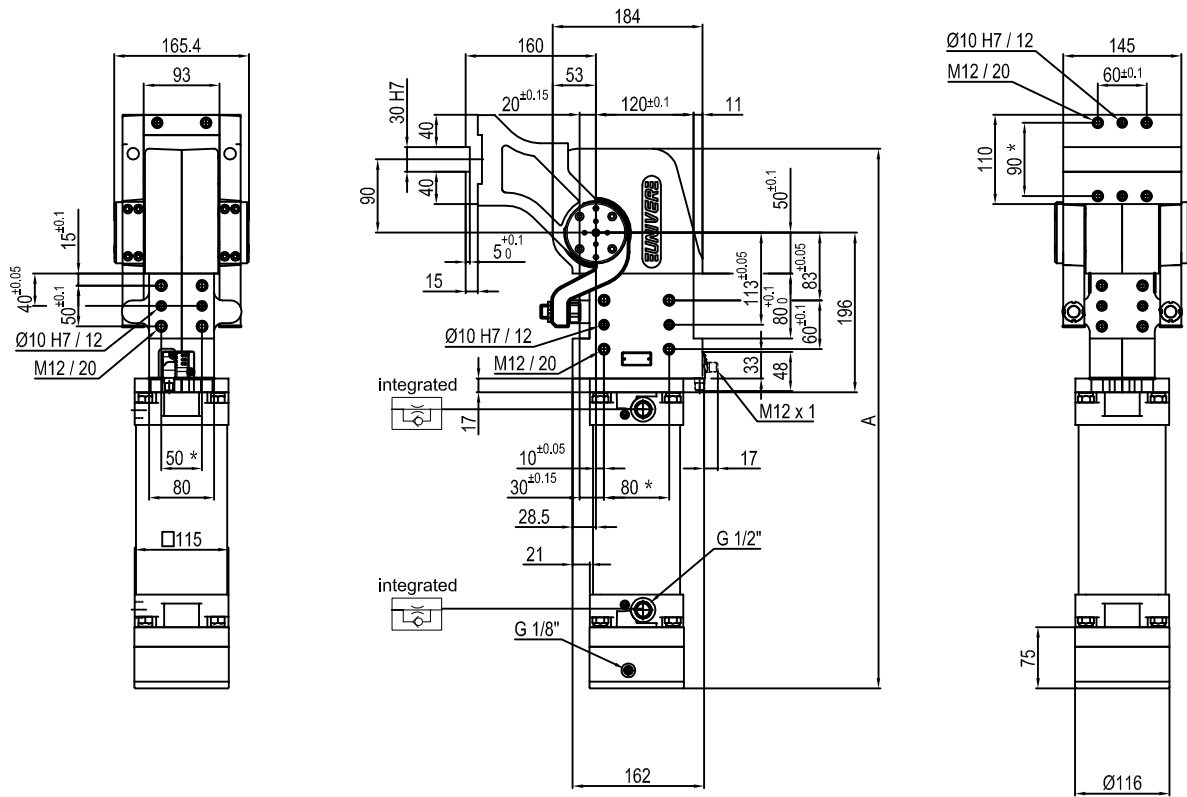 165.4
93
15±0.1
40±0.05
50±0.1
Ø10 H7 / 12
M12 / 20
50 *
80
□115
184
160
53
20±0.15
120±0.1
11
30 H7
40
90
40
5 +0.1 0
15
UNIVER
50±0.1
83±0.05
113±0.05
80 +0.1 0
60±0.1
196
33
48
Ø10 H7 / 12
M12 / 20
integrated
17
M12 x 1
A
10±0.05
17
30±0.15
80 *
28.5
21
G 1/2"
integrated
G 1/8"
162
Ø10 H7 / 12
M12 / 20
145
60±0.1
110
90 *
75
Ø116